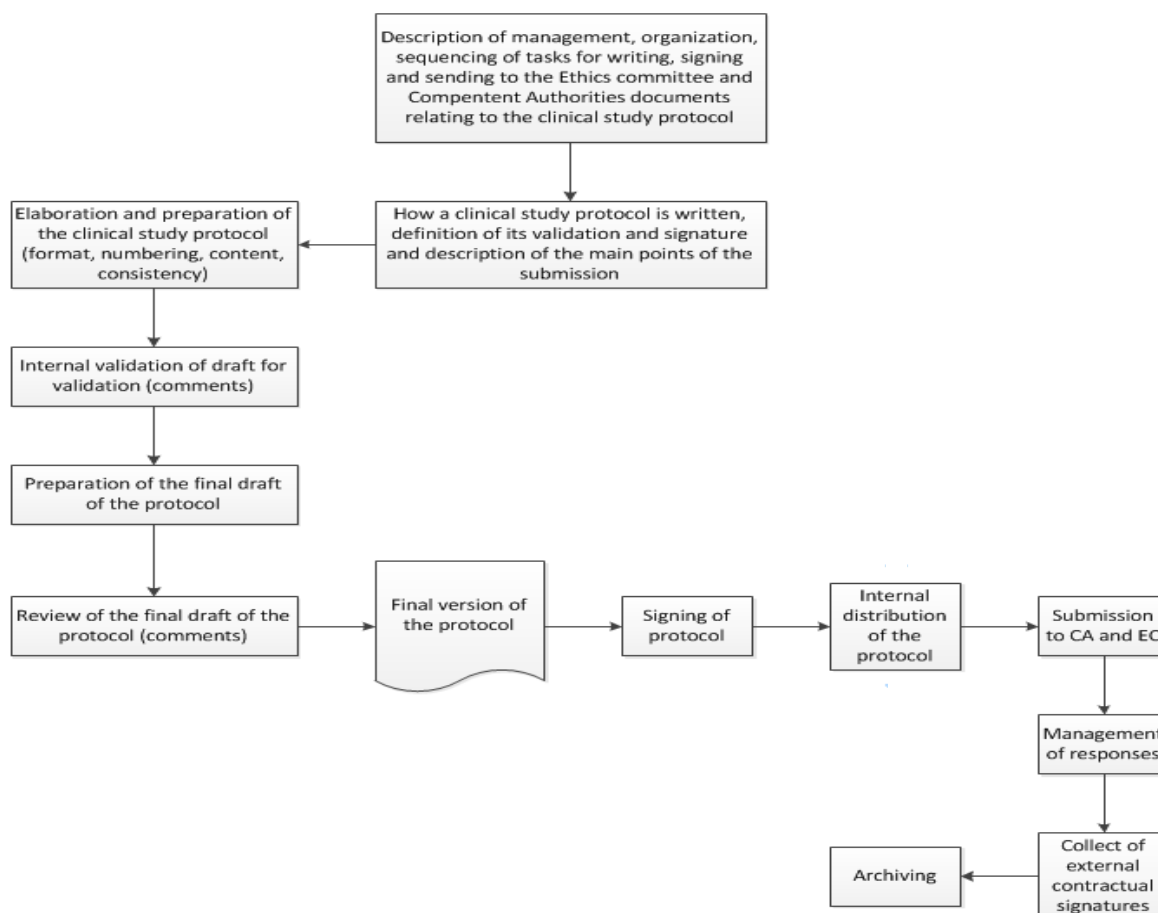 Description of management, organization,
sequencing of tasks for writing, signing
and sending to the Ethics committee and
Compentent Authorities documents
relating to the clinical study protocol
How a clinical study protocol is written,
definition of its validation and signature
and description of the main points of the
submission
Elaboration and preparation of
the clinical study protocol
(format, numbering, content,
consistency)
Internal validation of draft for
validation (comments)
Preparation of the final draft
of the protocol
Review of the final draft of the
protocol (comments)
Final version of
the protocol
Signing of
protocol
Internal
distribution
of the
protocol
Submission
to CA and EC
Management
of responses
Collect of
external
contractual
signatures
Archiving